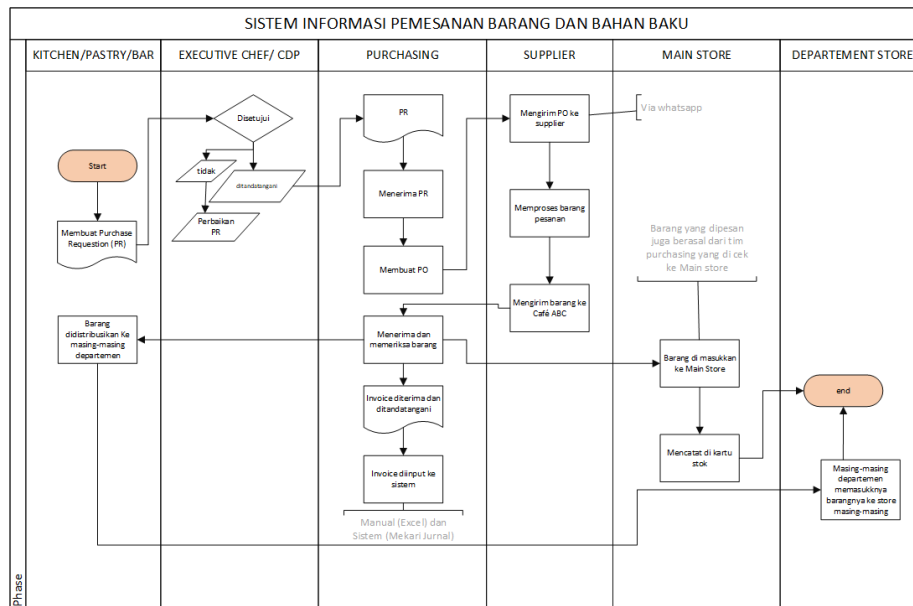 SISTEM INFORMASI PEMESANAN BARANG DAN BAHAN BAKU
KITCHEN/PASTRY/BAR
EXECUTIVE CHEF/ CDP
PURCHASING
SUPPLIER
MAIN STORE
DEPARTEMENT STORE
Start
Membuat Purchase
Requestion (PR)
Barang
didistribusikan Ke
masing-masing
departemen
Disetujui
tidak
ditandatangani
Perbaikan
PR
PR
Menerima PR
Membuat PO
Menerima dan
memeriksa barang
Invoice diterima dan
ditandatangani
Invoice diinput ke
sistem
Manual (Excel) dan
Sistem (Mekari Jurnal)
Mengirim PO ke
supplier
Memproses barang
pesanan
Mengirim barang ke
Café ABC
Via whatsapp
Barang yang dipesan
juga berasal dari tim
purchasing yang di cek
ke Main store
Barang di masukkan
ke Main Store
Mencatat di kartu
stok
end
Masing-masing
departemen
memasukknya
barangnya ke store
masing-masing
Phase